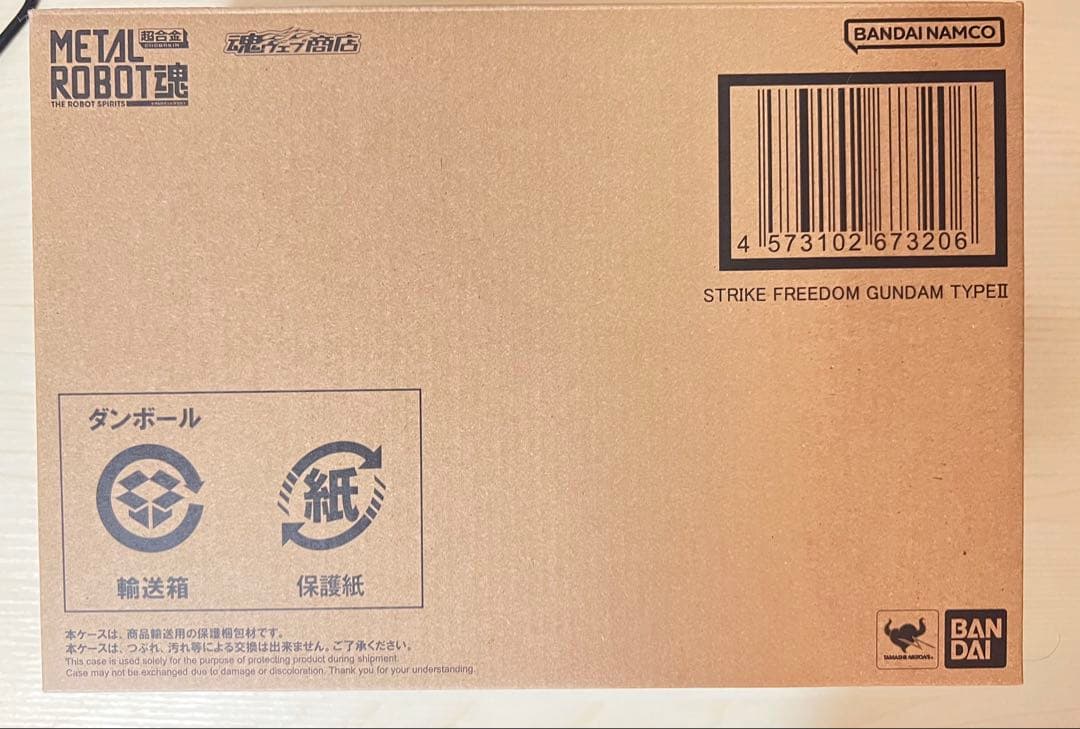 METAL 超合金
CHOGOKIN
ROBOT魂
THE ROBOT SPIRITS
魂ウェブ商店
BANDAI NAMCO
4 573102 673206
STRIKE FREEDOM GUNDAM TYPEⅡ
ダンボール
紙
輸送箱
保護紙
本ケースは、商品輸送用の保護梱包材です。
本ケースは、つぶれ、汚れ等による交換は出来ません。ご了承ください。
This case is used solely for the purpose of protecting product during shipment.
Case may not be exchanged due to damage or discoloration. Thank you for your understanding.
TAMASHII NATIONS
BAN
DAI